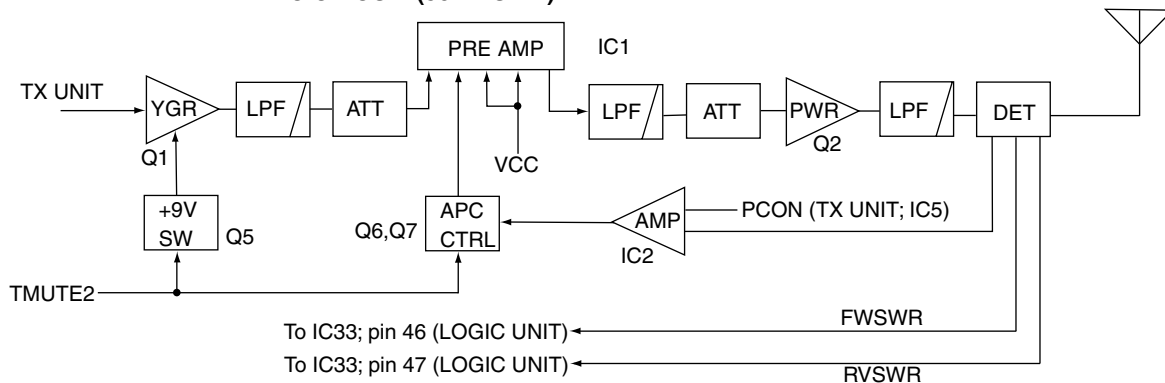 PRE AMP
IC1
TX UNIT
YGR
LPF
ATT
LPF
ATT
PWR
LPF
DET
Q1
Q2
VCC
+9V
SW
Q5
Q6,Q7
APC
CTRL
AMP
PCON (TX UNIT; IC5)
IC2
TMUTE2
FWSWR
To IC33; pin 46 (LOGIC UNIT)
To IC33; pin 47 (LOGIC UNIT)
RVSWR